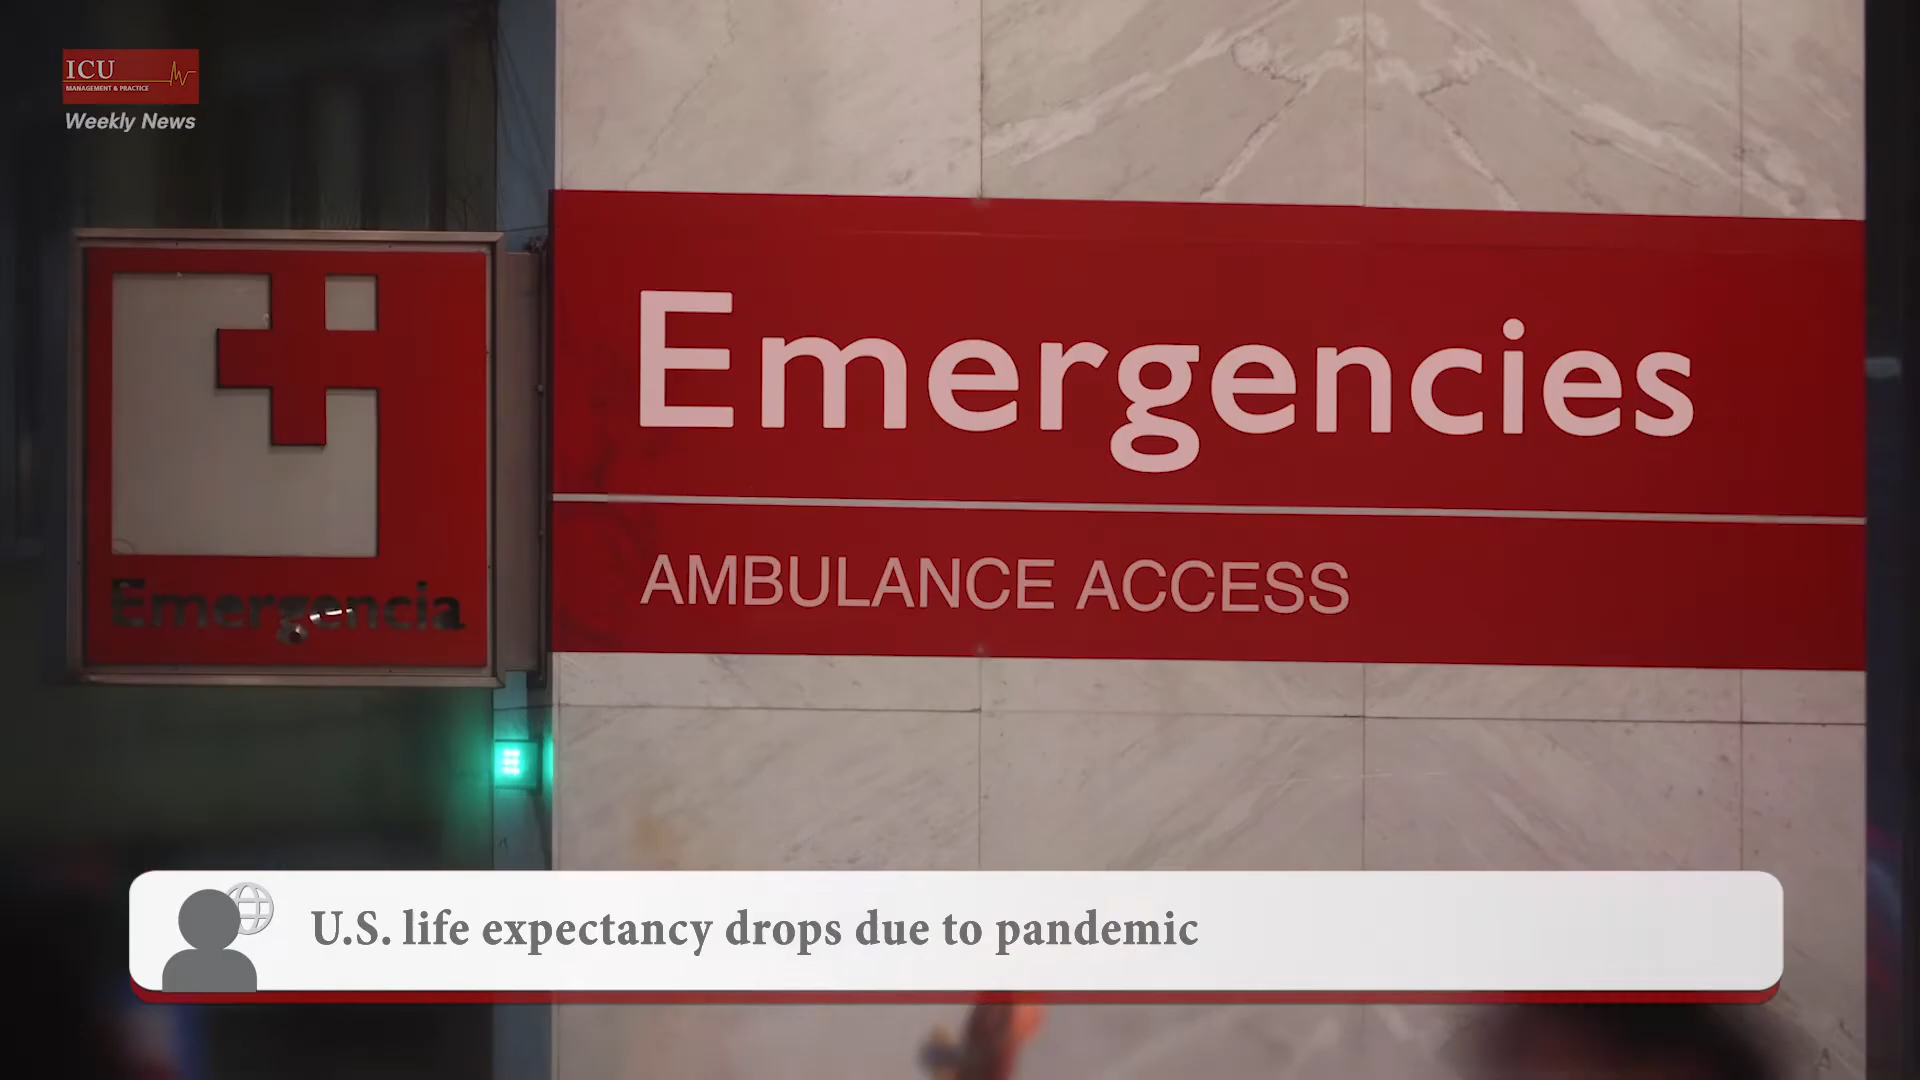 ICU
MANAGEMENT & PRACTICE
Weekly News
Emergencies
AMBULANCE ACCESS
Emergencia
U.S. life expectancy drops due to pandemic